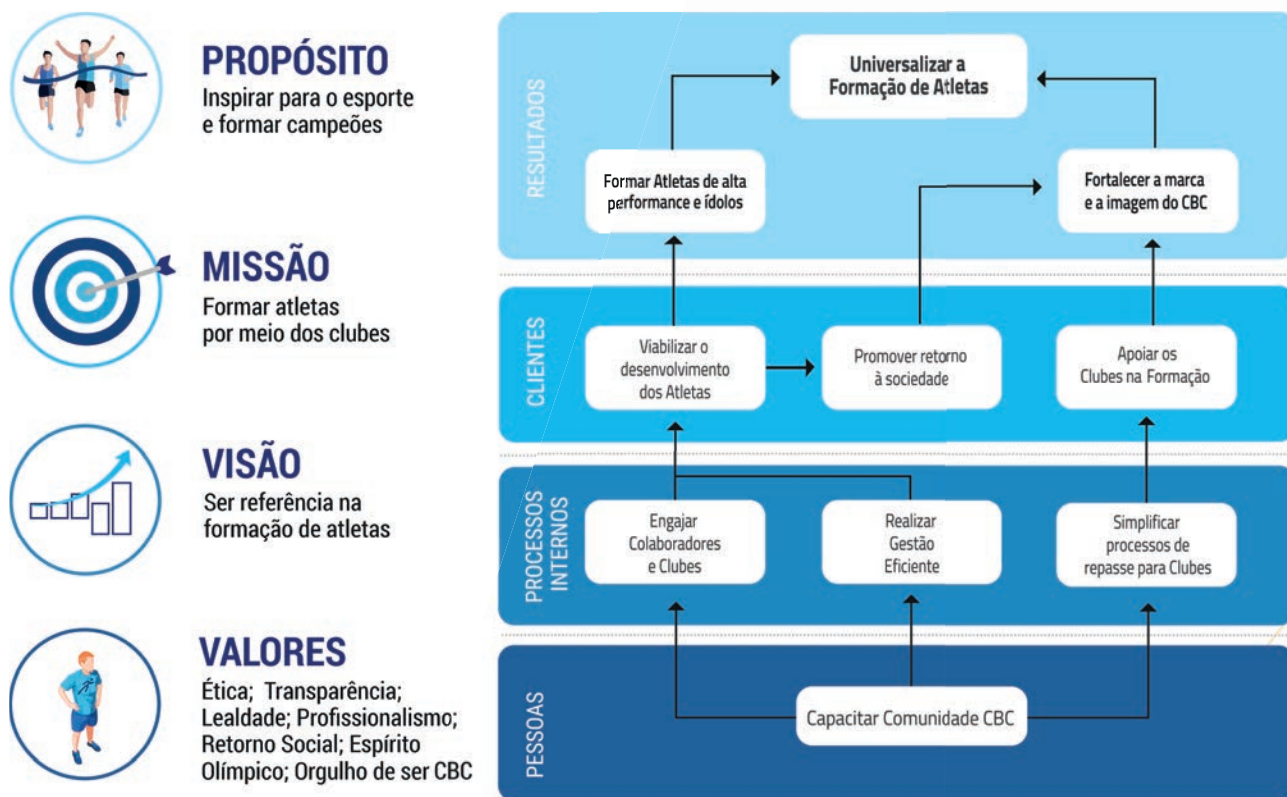 PROPÓSITO
Inspirar para o esporte
e formar campeões
MISSÃO
Formar atletas
por meio dos clubes
VISÃO
Ser referência na
formação de atletas
VALORES
Ética; Transparência;
Lealdade; Profissionalismo;
Retorno Social; Espírito
Olímpico; Orgulho de ser CBC
RESULTADOS
Universalizar a
Formação de Atletas
Formar Atletas de alta
performance e ídolos
Fortalecer a marca
e a imagem do CBC
CLIENTES
Viabilizar o
desenvolvimento
dos Atletas
Promover retorno
à sociedade
Apoiar os
Clubes na Formação
PROCESSOS
INTERNOS
Engajar
Colaboradores
e Clubes
Realizar
Gestão
Eficiente
Simplificar
processos de
repasse para Clubes
PESSOAS
Capacitar Comunidade CBC